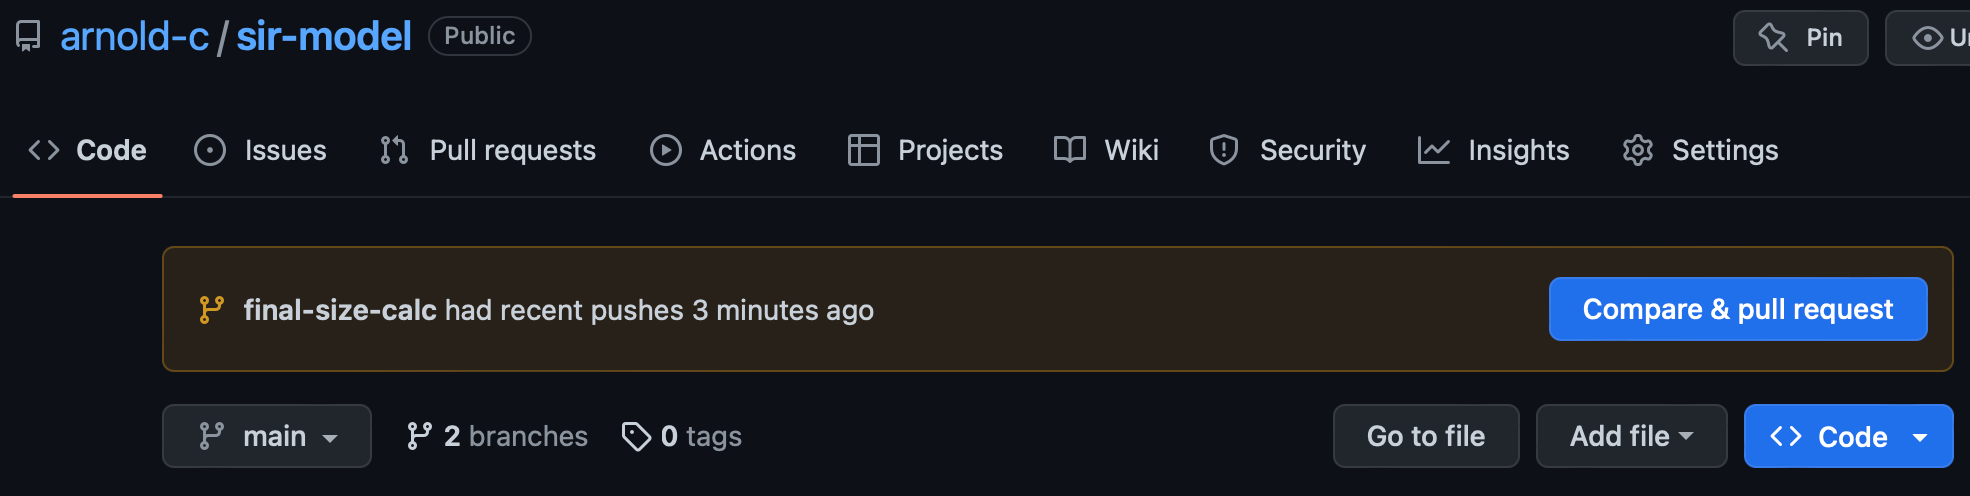 arnold-c / sir-model Public Pin
Code Issues Pull requests Actions Projects Wiki Security Insights Settings
final-size-calc had recent pushes 3 minutes ago Compare & pull request
main 2 branches 0 tags Go to file Add file Code